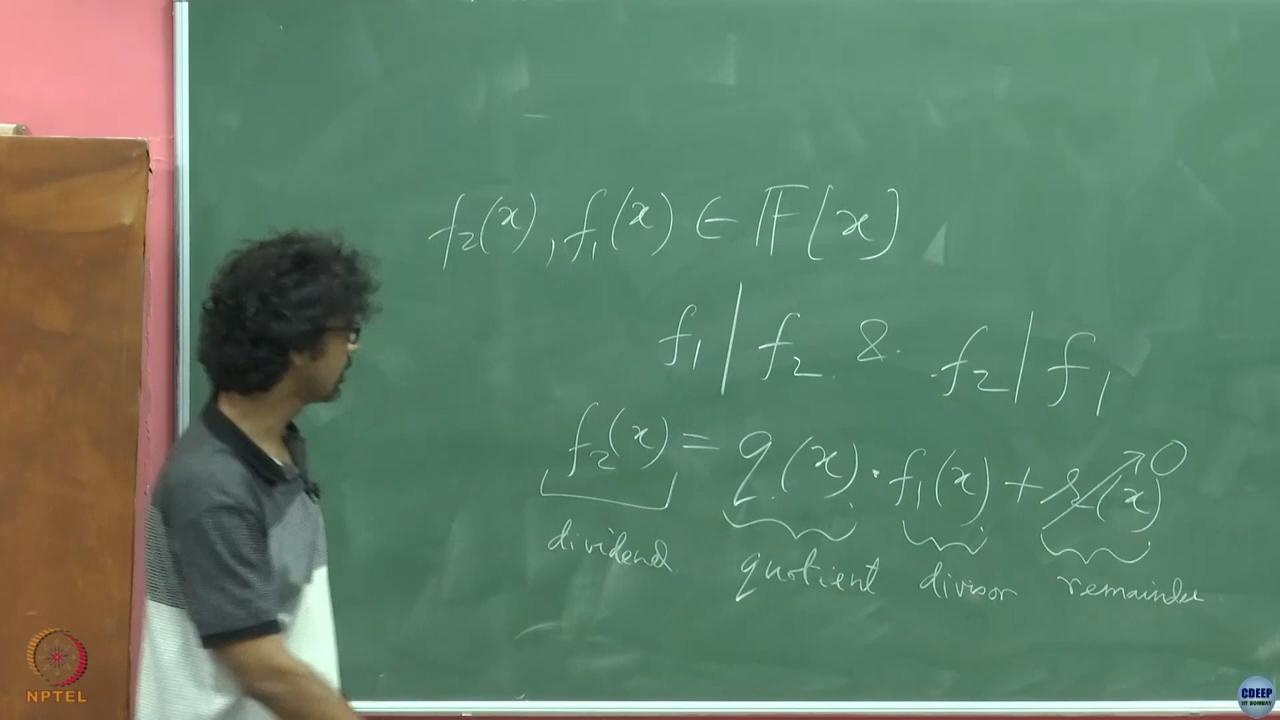 f₂(x), f₁(x) ∈ 𝔽[x]
f₁ | f₂ & f₂ | f₁
f₂(x) = q(x) · f₁(x) + r(x) → 0
dividend quotient divisor remainder
NPTEL
CDEEP
IIT BOMBAY